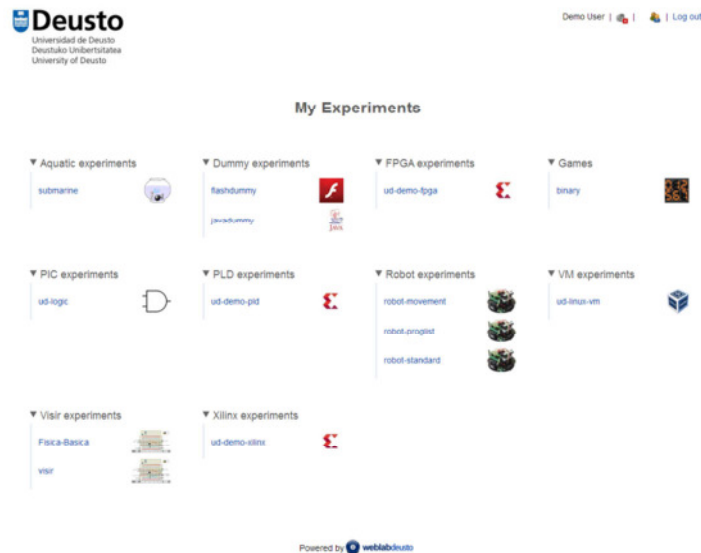 Deusto
Universidad de Deusto
Deustuko Unibertsitatea
University of Deusto
Demo User | | | Log out
My Experiments
▼ Aquatic experiments
submarine
▼ Dummy experiments
flashdummy
javadummy
Java
▼ FPGA experiments
ud-demo-fpga
▼ Games
binary
▼ PIC experiments
ud-logic
▼ PLD experiments
ud-demo-pld
▼ Robot experiments
robot-movement
robot-proglist
robot-standard
▼ VM experiments
ud-linux-vm
▼ Visir experiments
Fisica-Basica
visir
▼ Xilinx experiments
ud-demo-xilinx
Powered by weblabdeusto